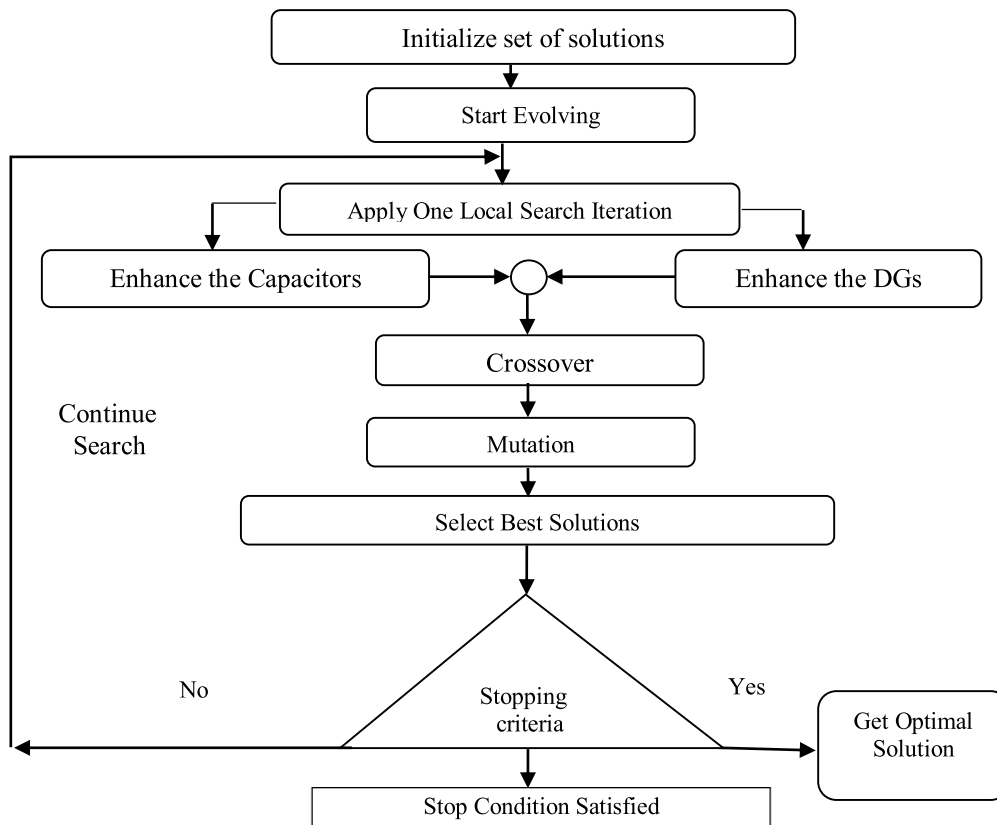 Initialize set of solutions
Start Evolving
Apply One Local Search Iteration
Enhance the Capacitors
Enhance the DGs
Crossover
Continue
Search
Mutation
Select Best Solutions
No
Stopping
criteria
Yes
Get Optimal
Solution
Stop Condition Satisfied